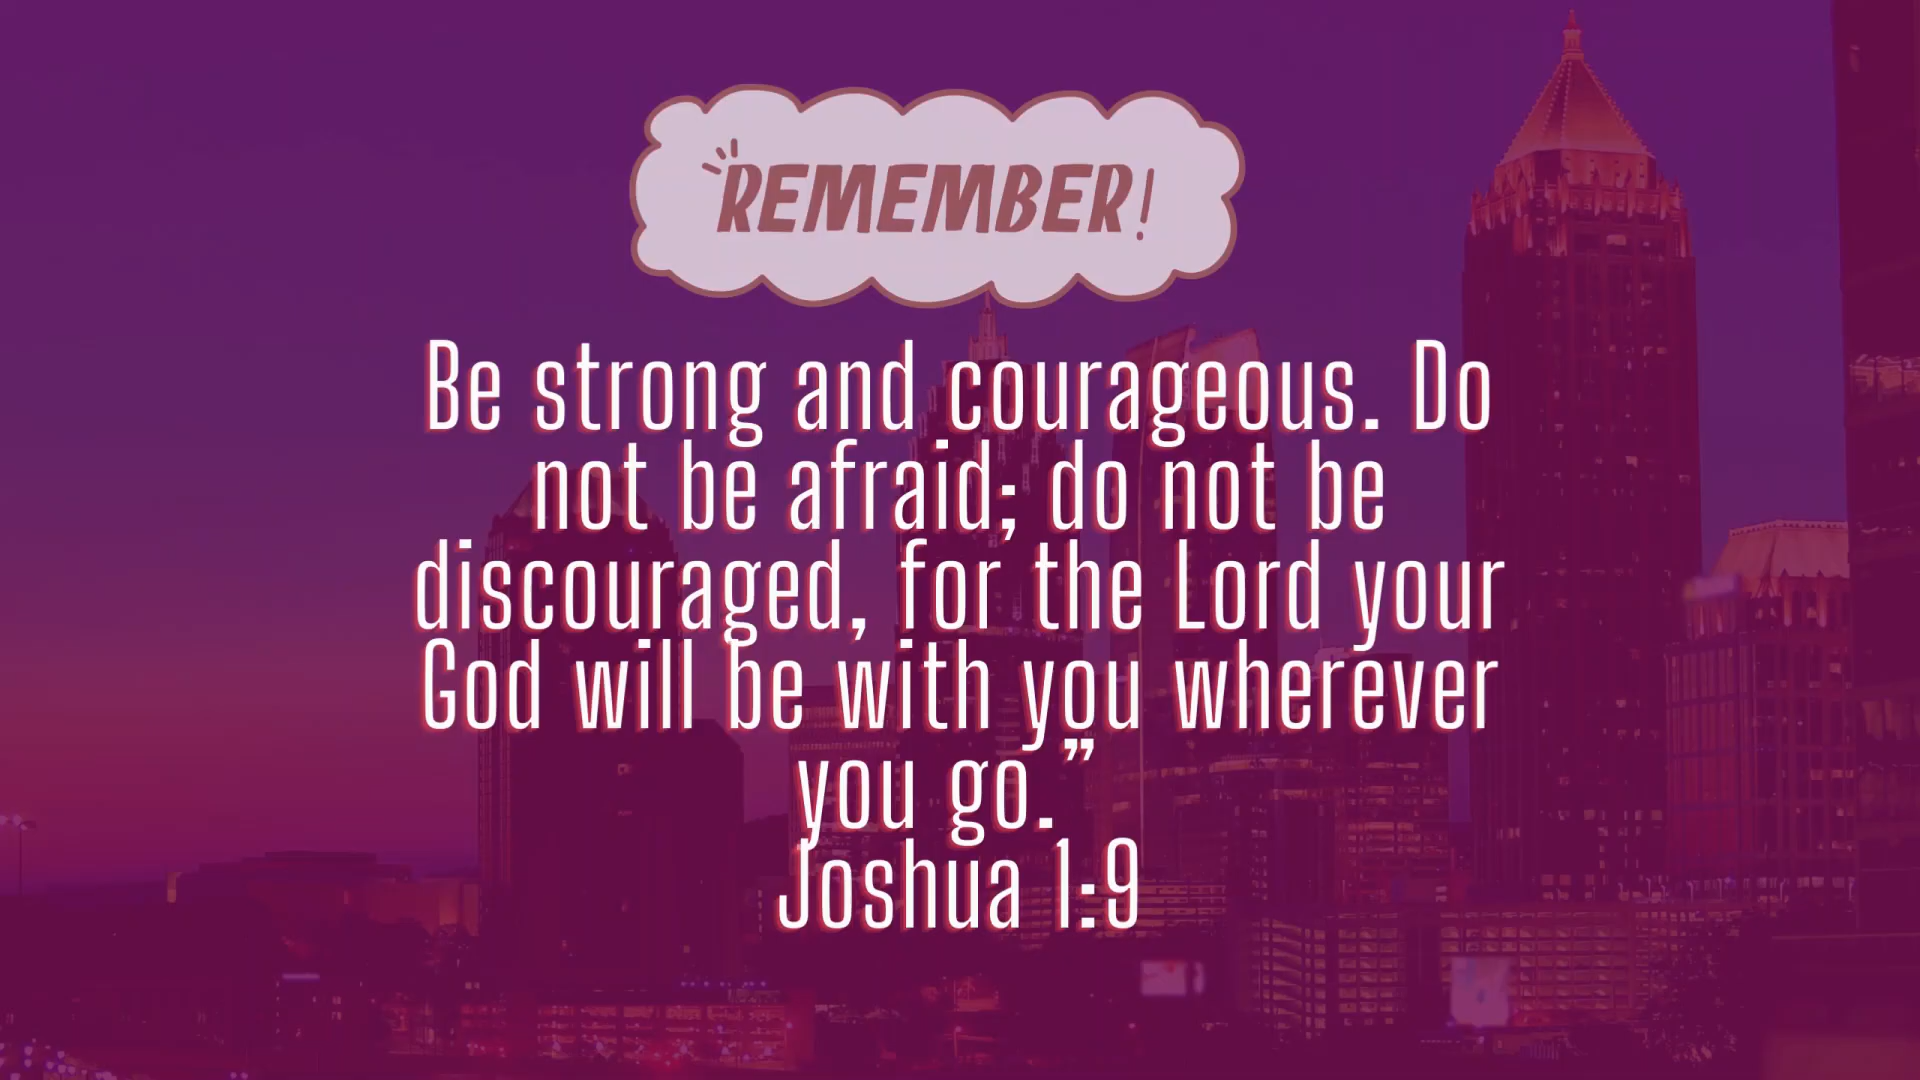 REMEMBER!
Be strong and courageous. Do
not be afraid; do not be
discouraged, for the Lord your
God will be with you wherever
you go.”
Joshua 1:9